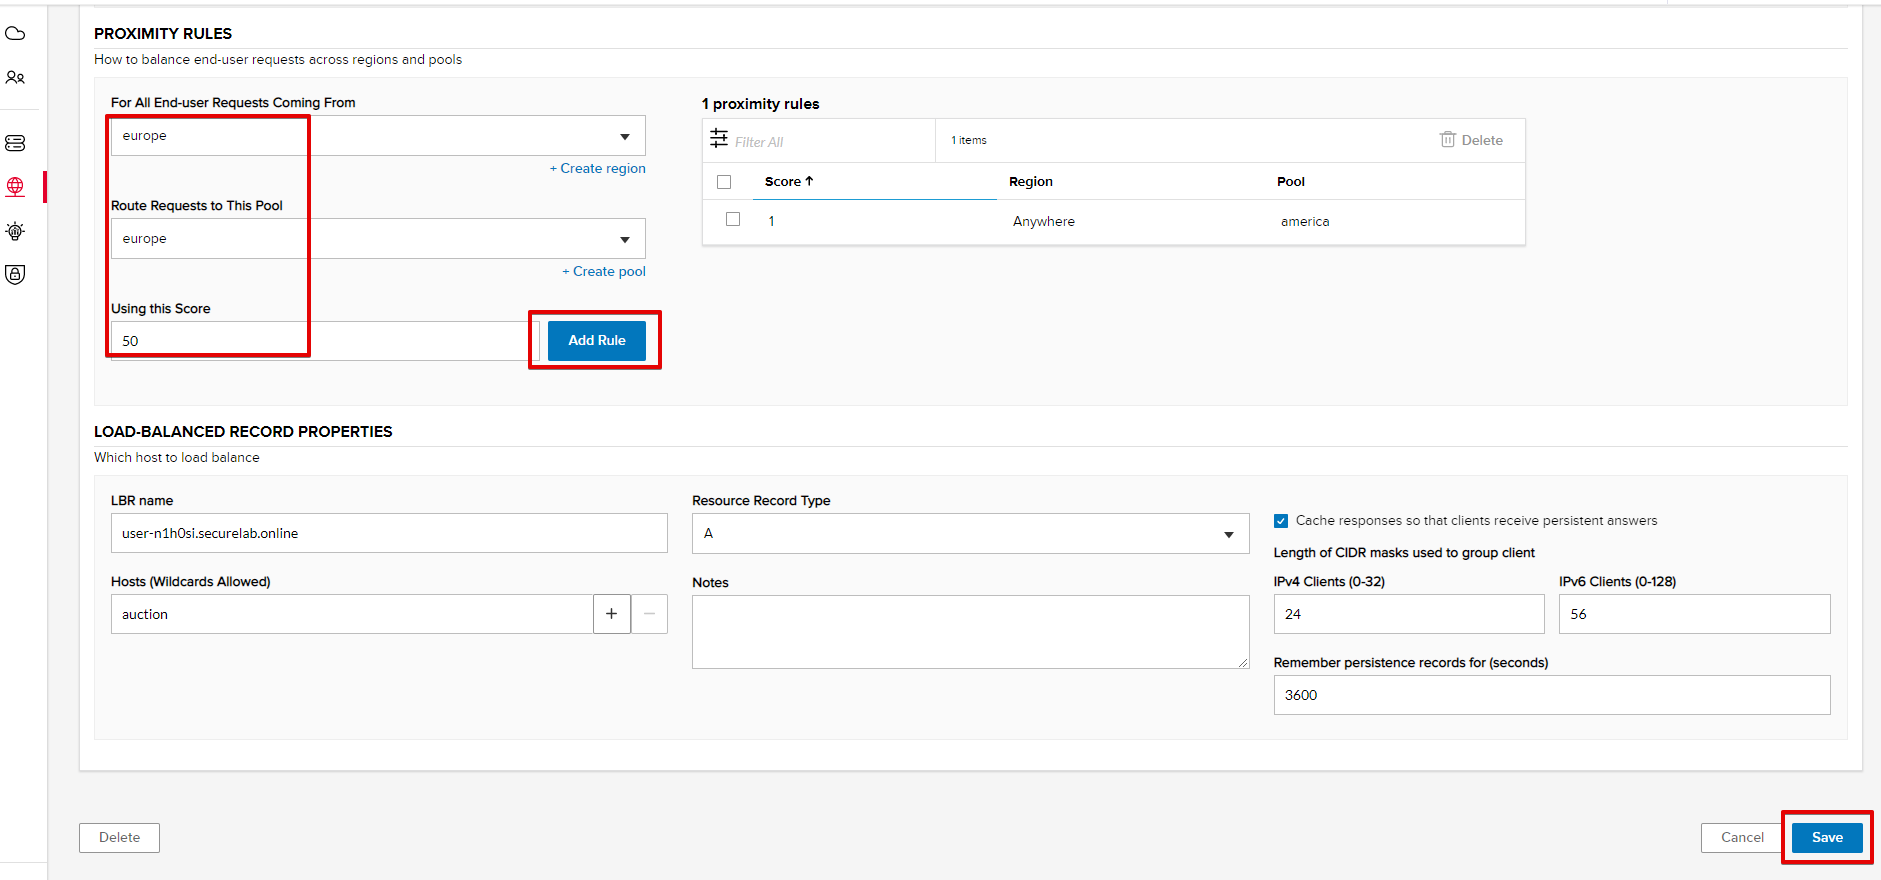 PROXIMITY RULES
How to balance end-user requests across regions and pools
For All End-user Requests Coming From
europe
+ Create region
Route Requests to This Pool
europe
+ Create pool
Using this Score
50
Add Rule
1 proximity rules
Filter All
1 items
Delete
Score ↑ Region Pool
1 Anywhere america
LOAD-BALANCED RECORD PROPERTIES
Which host to load balance
LBR name
user-n1h0si.securelab.online
Hosts (Wildcards Allowed)
auction
+ −
Resource Record Type
A
Notes
Cache responses so that clients receive persistent answers
Length of CIDR masks used to group client
IPv4 Clients (0-32) IPv6 Clients (0-128)
24 56
Remember persistence records for (seconds)
3600
Delete
Cancel
Save